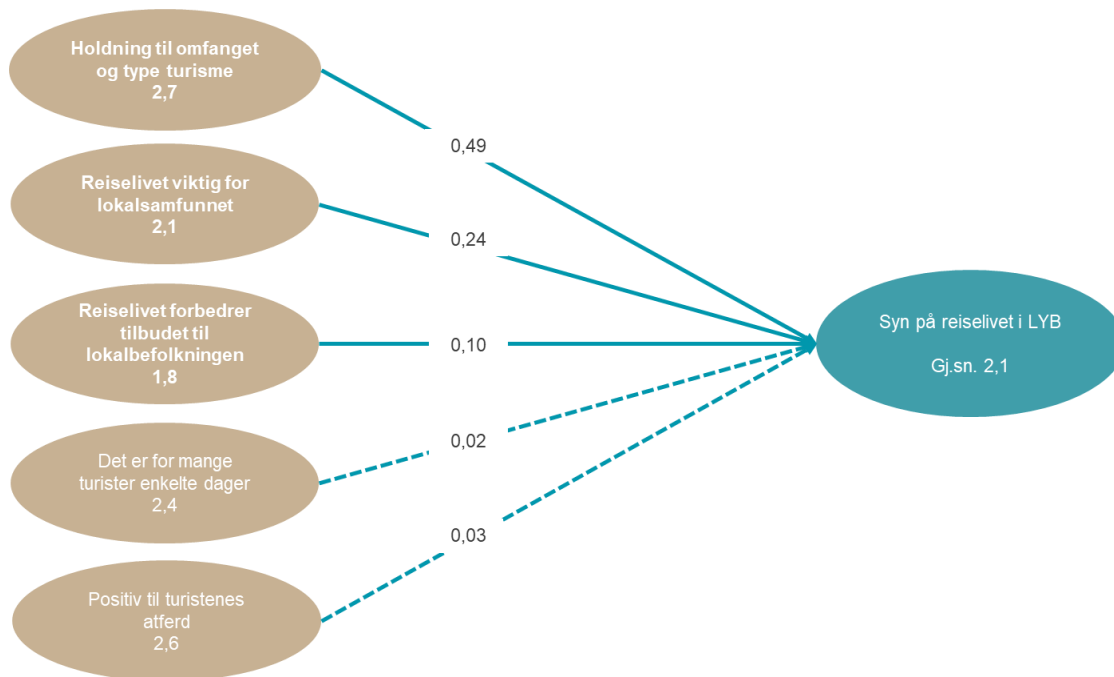 Holdning til omfanget
og type turisme
2,7
0,49
Reiselivet viktig for
lokalsamfunnet
2,1
0,24
Reiselivet forbedrer
tilbudet til
lokalbefolkningen
1,8
0,10
Syn på reiselivet i LYB
Gj.sn. 2,1
Det er for mange
turister enkelte dager
2,4
0,02
Positiv til turistenes
atferd
2,6
0,03